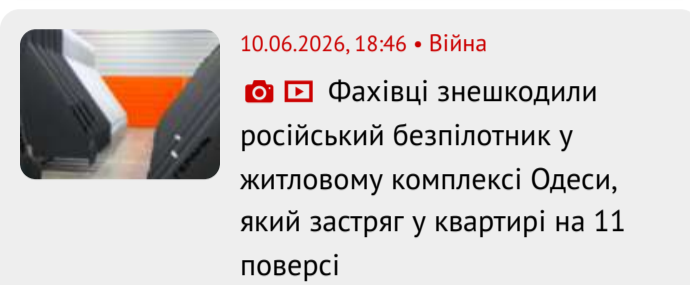 10.06.2026, 18:46 • Війна
Фахівці знешкодили
російський безпілотник у
житловому комплексі Одеси,
який застряг у квартирі на 11
поверсі